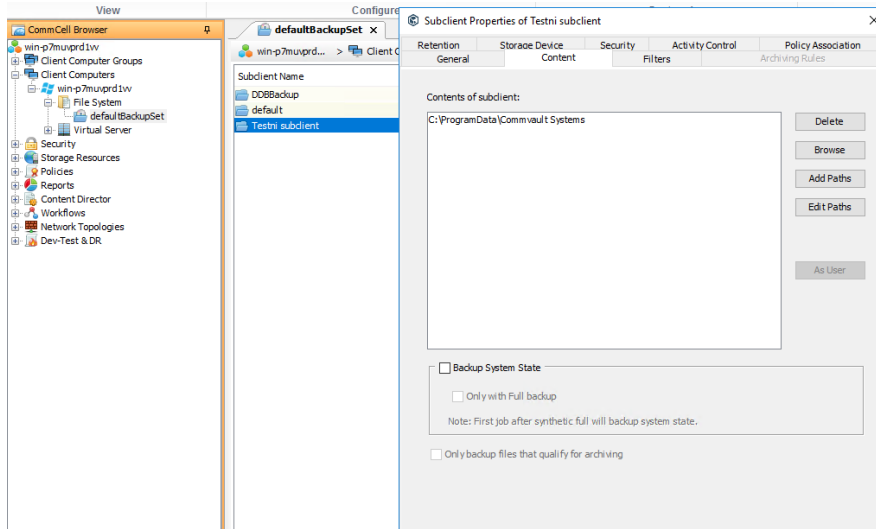 View
Configure
CommCell Browser
win-p7muvprd1vv
Client Computer Groups
Client Computers
win-p7muvprd1vv
File System
defaultBackupSet
Virtual Server
Security
Storage Resources
Policies
Reports
Content Director
Workflows
Network Topologies
Dev-Test & DR
defaultBackupSet x
win-p7muvprd... > Client C
Subclient Name
DDBBackup
default
Testni subclient
Subclient Properties of Testni subclient
Retention Storage Device Security Activity Control Policy Association
General Content Filters Archiving Rules
Contents of subclient:
C:\ProgramData\Commvault Systems
Delete
Browse
Add Paths
Edit Paths
As User
Backup System State
Only with Full backup
Note: First job after synthetic full will backup system state.
Only backup files that qualify for archiving